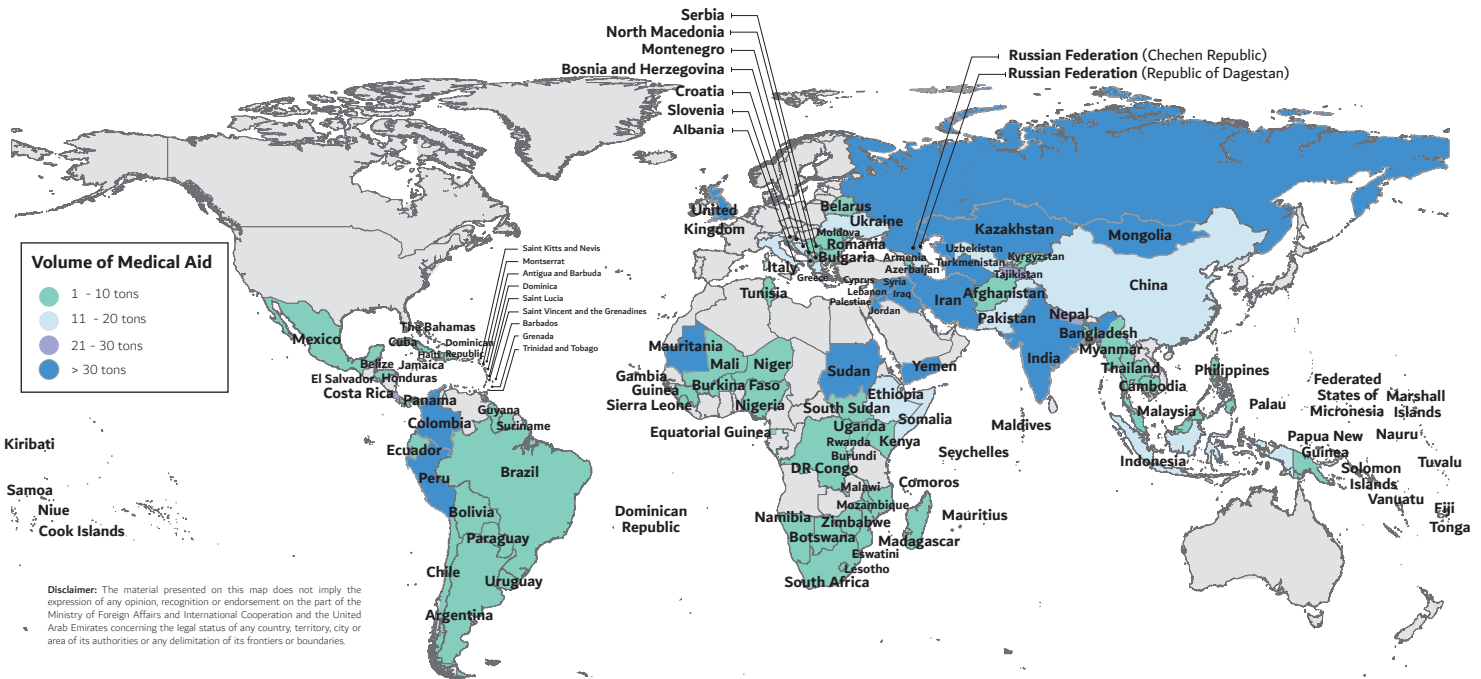 Serbia
North Macedonia
Montenegro
Bosnia and Herzegovina
Croatia
Slovenia
Albania
Russian Federation (Chechen Republic)
Russian Federation (Republic of Dagestan)
Volume of Medical Aid
1 - 10 tons
11 - 20 tons
21 - 30 tons
> 30 tons
Saint Kitts and Nevis
Montserrat
Antigua and Barbuda
Dominica
Saint Lucia
Saint Vincent and the Grenadines
Barbados
Grenada
Trinidad and Tobago
United
Kingdom
Belarus
Ukraine
Moldova
Romania
Bulgaria
Italy
Greece
Armenia
Azerbaijan
Kazakhstan
Uzbekistan
Turkmenistan
Kyrgyzstan
Tajikistan
Mongolia
China
Cyprus
Lebanon
Palestine
Syria
Iraq
Jordan
Iran
Afghanistan
Pakistan
Nepal
Bangladesh
India
Myanmar
Thailand
Cambodia
Philippines
Malaysia
Indonesia
Maldives
Palau
Federated
States of
Micronesia
Marshall
Islands
Nauru
Papua New
Guinea
Solomon
Islands
Tuvalu
Vanuatu
Fiji
Tonga
Tunisia
Mauritania
Mali
Niger
Gambia
Guinea
Sierra Leone
Burkina Faso
Nigeria
Equatorial Guinea
Sudan
Yemen
Ethiopia
South Sudan
Somalia
Uganda
Kenya
Rwanda
Burundi
DR Congo
Seychelles
Comoros
Malawi
Mozambique
Mauritius
Namibia
Zimbabwe
Botswana
Madagascar
Eswatini
Lesotho
South Africa
Mexico
The Bahamas
Cuba
Haiti
Dominican
Republic
Belize
Jamaica
El Salvador
Honduras
Costa Rica
Panama
Guyana
Suriname
Colombia
Ecuador
Peru
Brazil
Bolivia
Paraguay
Chile
Uruguay
Argentina
Dominican
Republic
Kiribati
Samoa
Niue
Cook Islands
Disclaimer: The material presented on this map does not imply the
expression of any opinion, recognition or endorsement on the part of the
Ministry of Foreign Affairs and International Cooperation and the United
Arab Emirates concerning the legal status of any country, territory, city or
area of its authorities or any delimitation of its frontiers or boundaries.